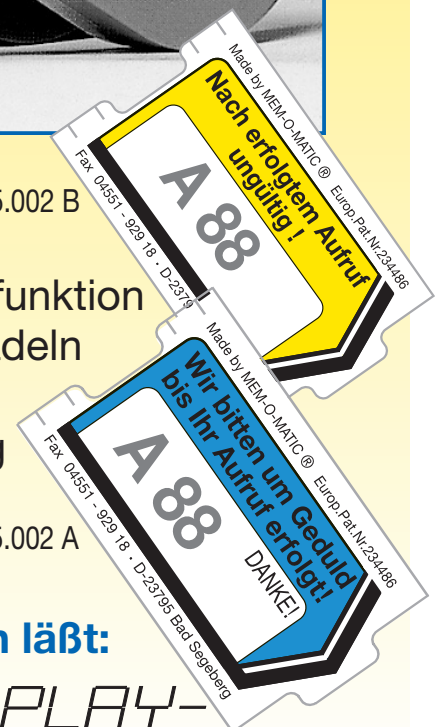 Made by MEM-O-MATIC ® Europ.Pat.Nr.234486
Nach erfolgtem Aufruf
ungültig !
A 88
Fax 04551 - 929 18 · D-2379
5.002 B
funktion
deln
g
5.002 A
Made by MEM-O-MATIC ® Europ.Pat.Nr.234486
Wir bitten um Geduld
bis Ihr Aufruf erfolgt!
A 88
DANKE!
Fax 04551 - 929 18 · D-23795 Bad Segeberg
n läßt:
PLAY-